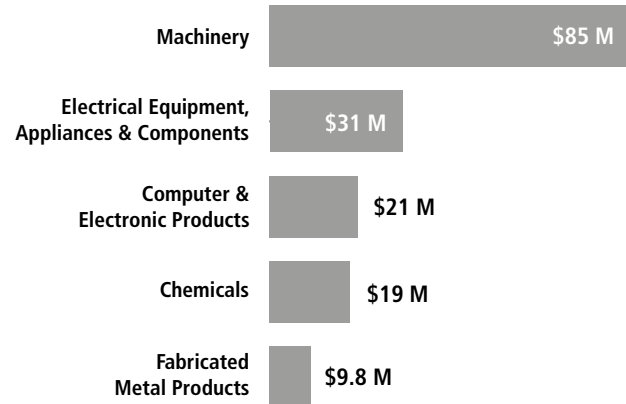 Machinery
$85 M
Electrical Equipment,
Appliances & Components
$31 M
Computer &
Electronic Products
$21 M
Chemicals
$19 M
Fabricated
Metal Products
$9.8 M